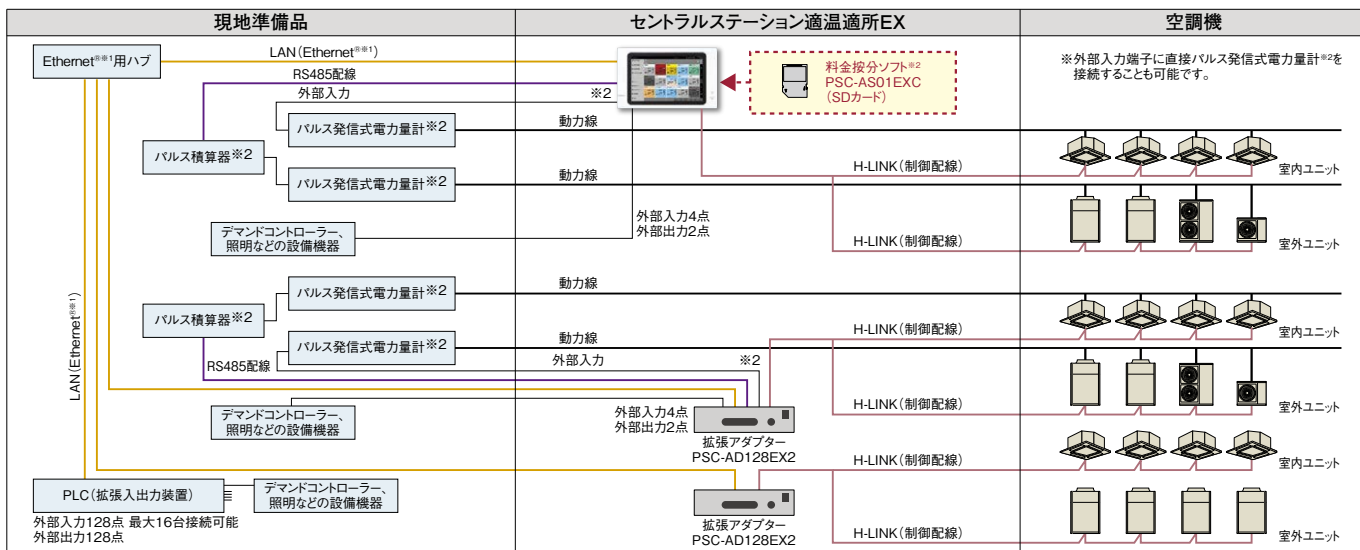 現地準備品
セントラルステーション適温適所EX
空調機
Ethernet®※1用ハブ
LAN(Ethernet®※1)
RS485配線
外部入力
※2
料金按分ソフト※2
PSC-AS01EXC
(SDカード)
※外部入力端子に直接パルス発信式電力量計※2を
接続することも可能です。
パルス発信式電力量計※2
動力線
パルス積算器※2
H-LINK(制御配線)
室内ユニット
パルス発信式電力量計※2
動力線
デマンドコントローラー、
照明などの設備機器
外部入力4点
外部出力2点
H-LINK(制御配線)
室外ユニット
LAN(Ethernet®※1)
パルス発信式電力量計※2
動力線
パルス積算器※2
H-LINK(制御配線)
室内ユニット
パルス発信式電力量計※2
動力線
RS485配線
外部入力
※2
デマンドコントローラー、
照明などの設備機器
外部入力4点
外部出力2点
H-LINK(制御配線)
室外ユニット
拡張アダプター
PSC-AD128EX2
H-LINK(制御配線)
室内ユニット
PLC(拡張入出力装置)
デマンドコントローラー、
照明などの設備機器
外部入力128点 最大16台接続可能
外部出力128点
拡張アダプター
PSC-AD128EX2
H-LINK(制御配線)
室外ユニット